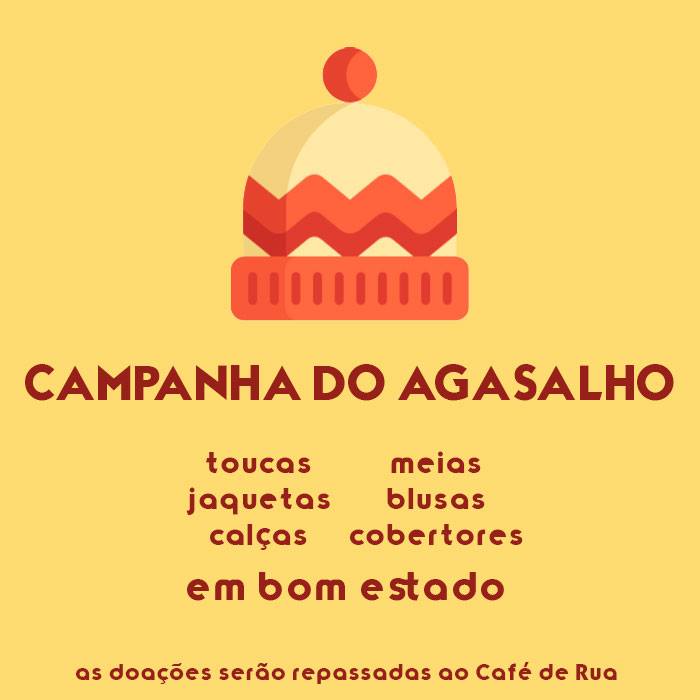 CAMPANHA DO AGASALHO
toucas meias
jaquetas blusas
calças cobertores
em bom estado
as doações serão repassadas ao Café de Rua